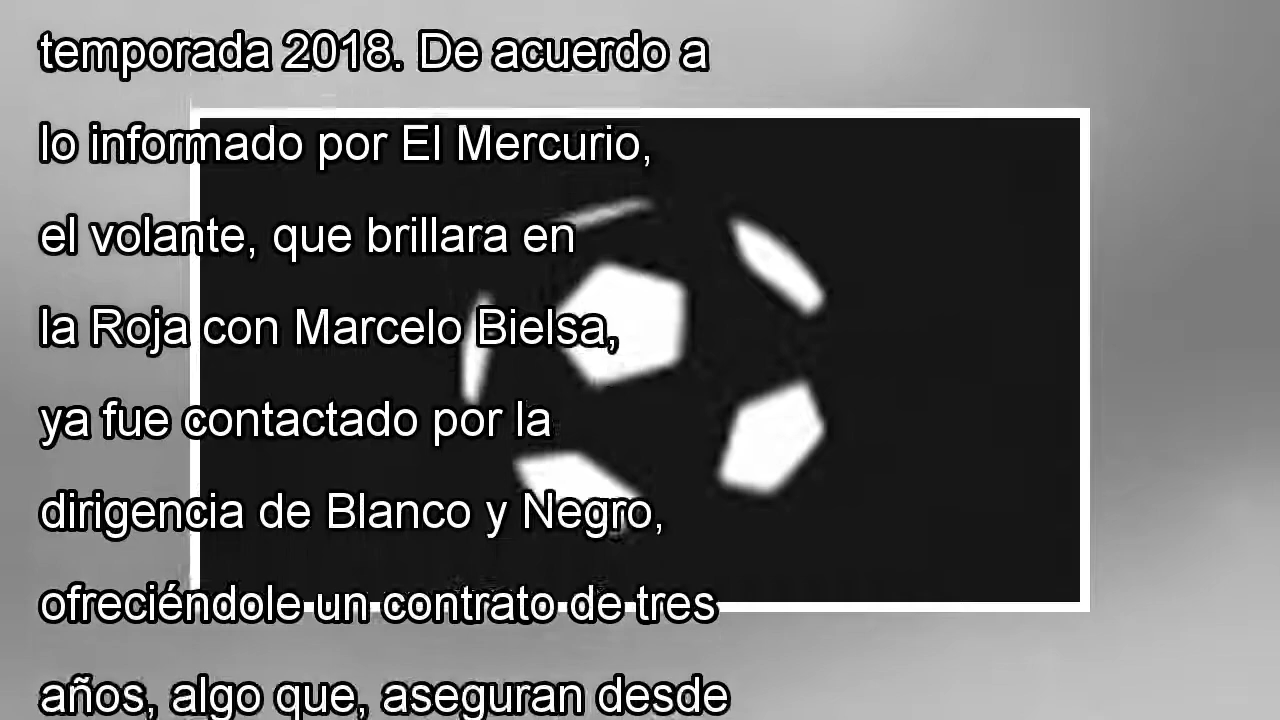 temporada 2018. De acuerdo a
lo informado por El Mercurio,
el volante, que brillara en
la Roja con Marcelo Bielsa,
ya fue contactado por la
dirigencia de Blanco y Negro,
ofreciéndole un contrato de tres
años, algo que, aseguran desde